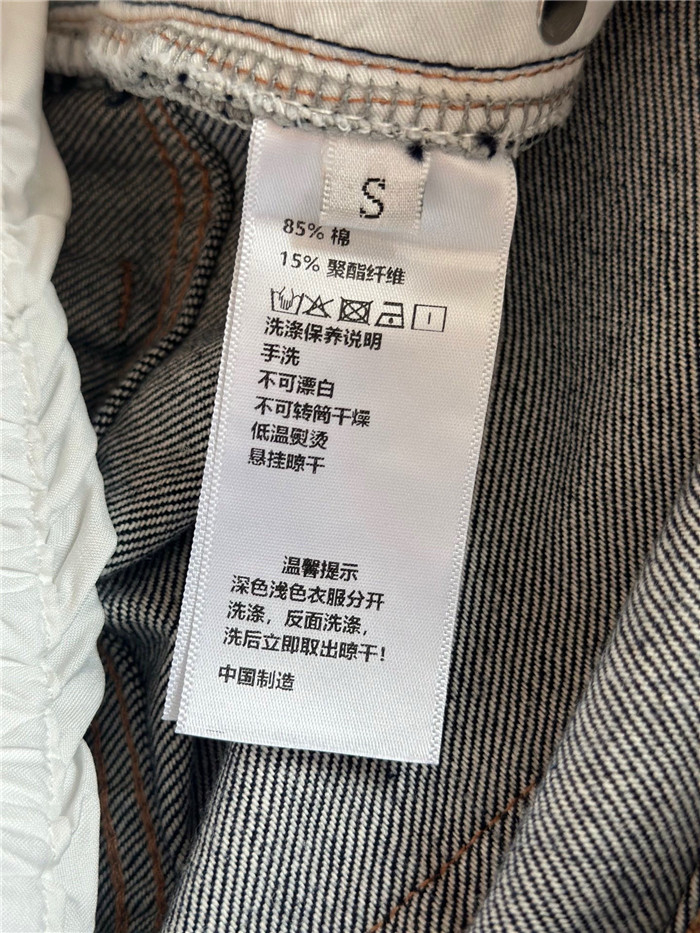 S
85% 棉
15% 聚酯纤维
洗涤保养说明
手洗
不可漂白
不可转筒干燥
低温熨烫
悬挂晾干
温馨提示
深色浅色衣服分开
洗涤，反面洗涤，
洗后立即取出晾干！
中国制造